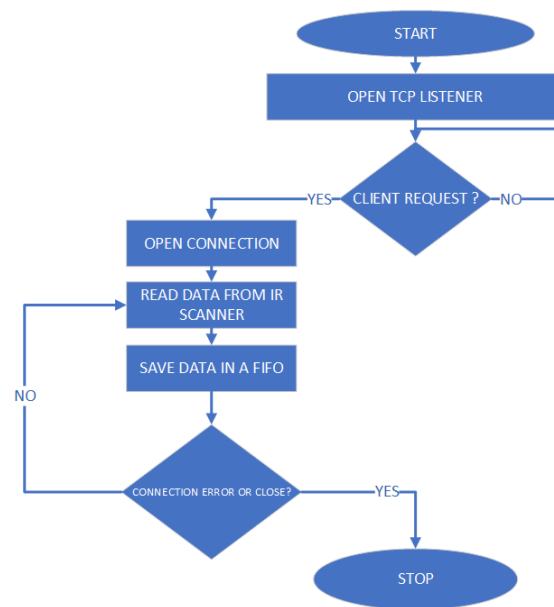 START
OPEN TCP LISTENER
CLIENT REQUEST ?
YES
NO
OPEN CONNECTION
READ DATA FROM IR
SCANNER
SAVE DATA IN A FIFO
NO
CONNECTION ERROR OR CLOSE?
YES
STOP